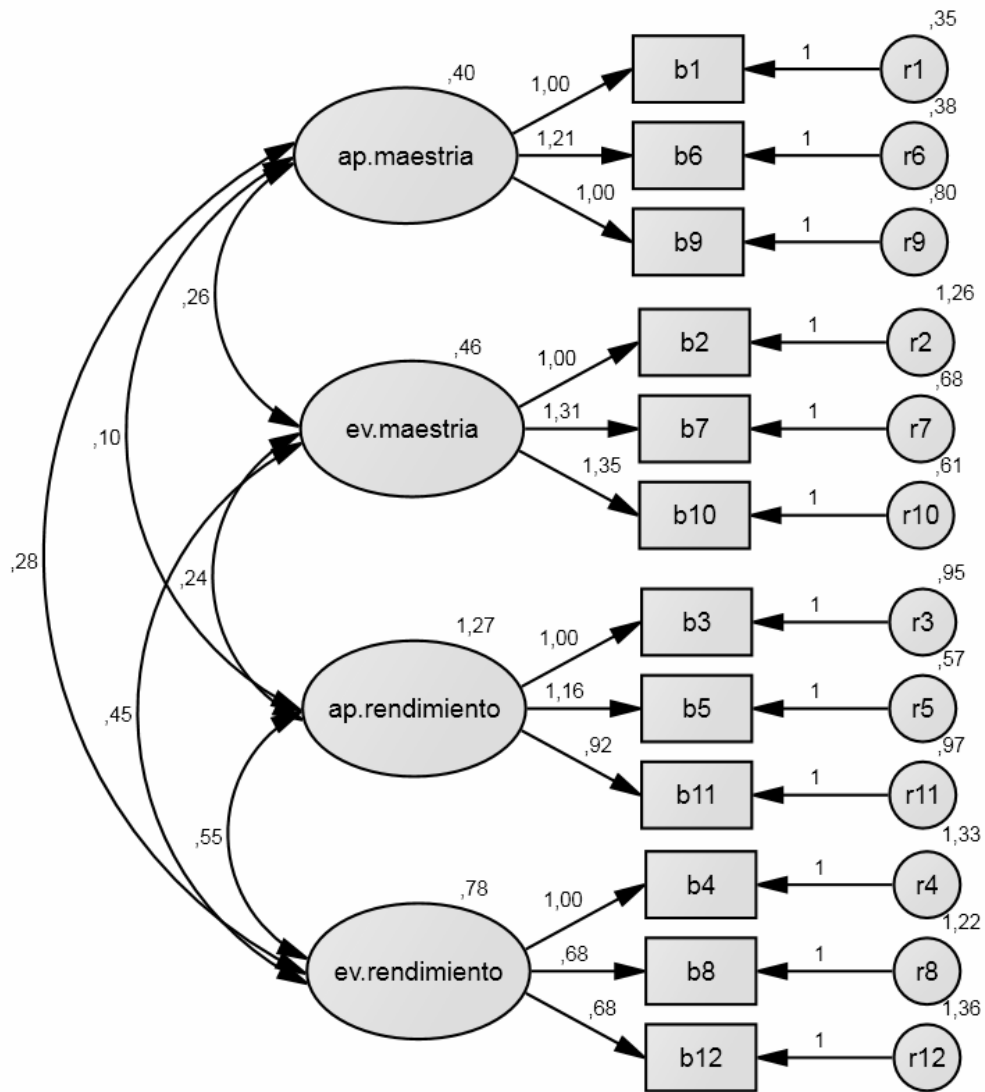 ,35
,40
1,00
b1
1
r1
,38
ap.maestria
1,21
b6
1
r6
,80
1,00
b9
1
r9
,26
1,26
,46
1,00
b2
1
r2
,68
ev.maestria
1,31
b7
1
r7
,61
,10
1,35
b10
1
r10
,28
,24
,95
1,27
1,00
b3
1
r3
,57
ap.rendimiento
1,16
b5
1
r5
,97
,45
,92
b11
1
r11
1,33
,55
,78
1,00
b4
1
r4
1,22
ev.rendimiento
,68
b8
1
r8
1,36
,68
b12
1
r12